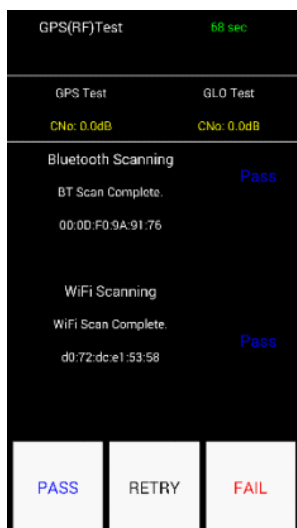 GPS(RF)Test 68 sec
GPS Test GLO Test
CNo: 0.0dB CNo: 0.0dB
Bluetooth Scanning
Pass
BT Scan Complete.
00:0D:F0:9A:91:76
WiFi Scanning
WiFi Scan Complete.
Pass
d0:72:dc:e1:53:58
PASS RETRY FAIL